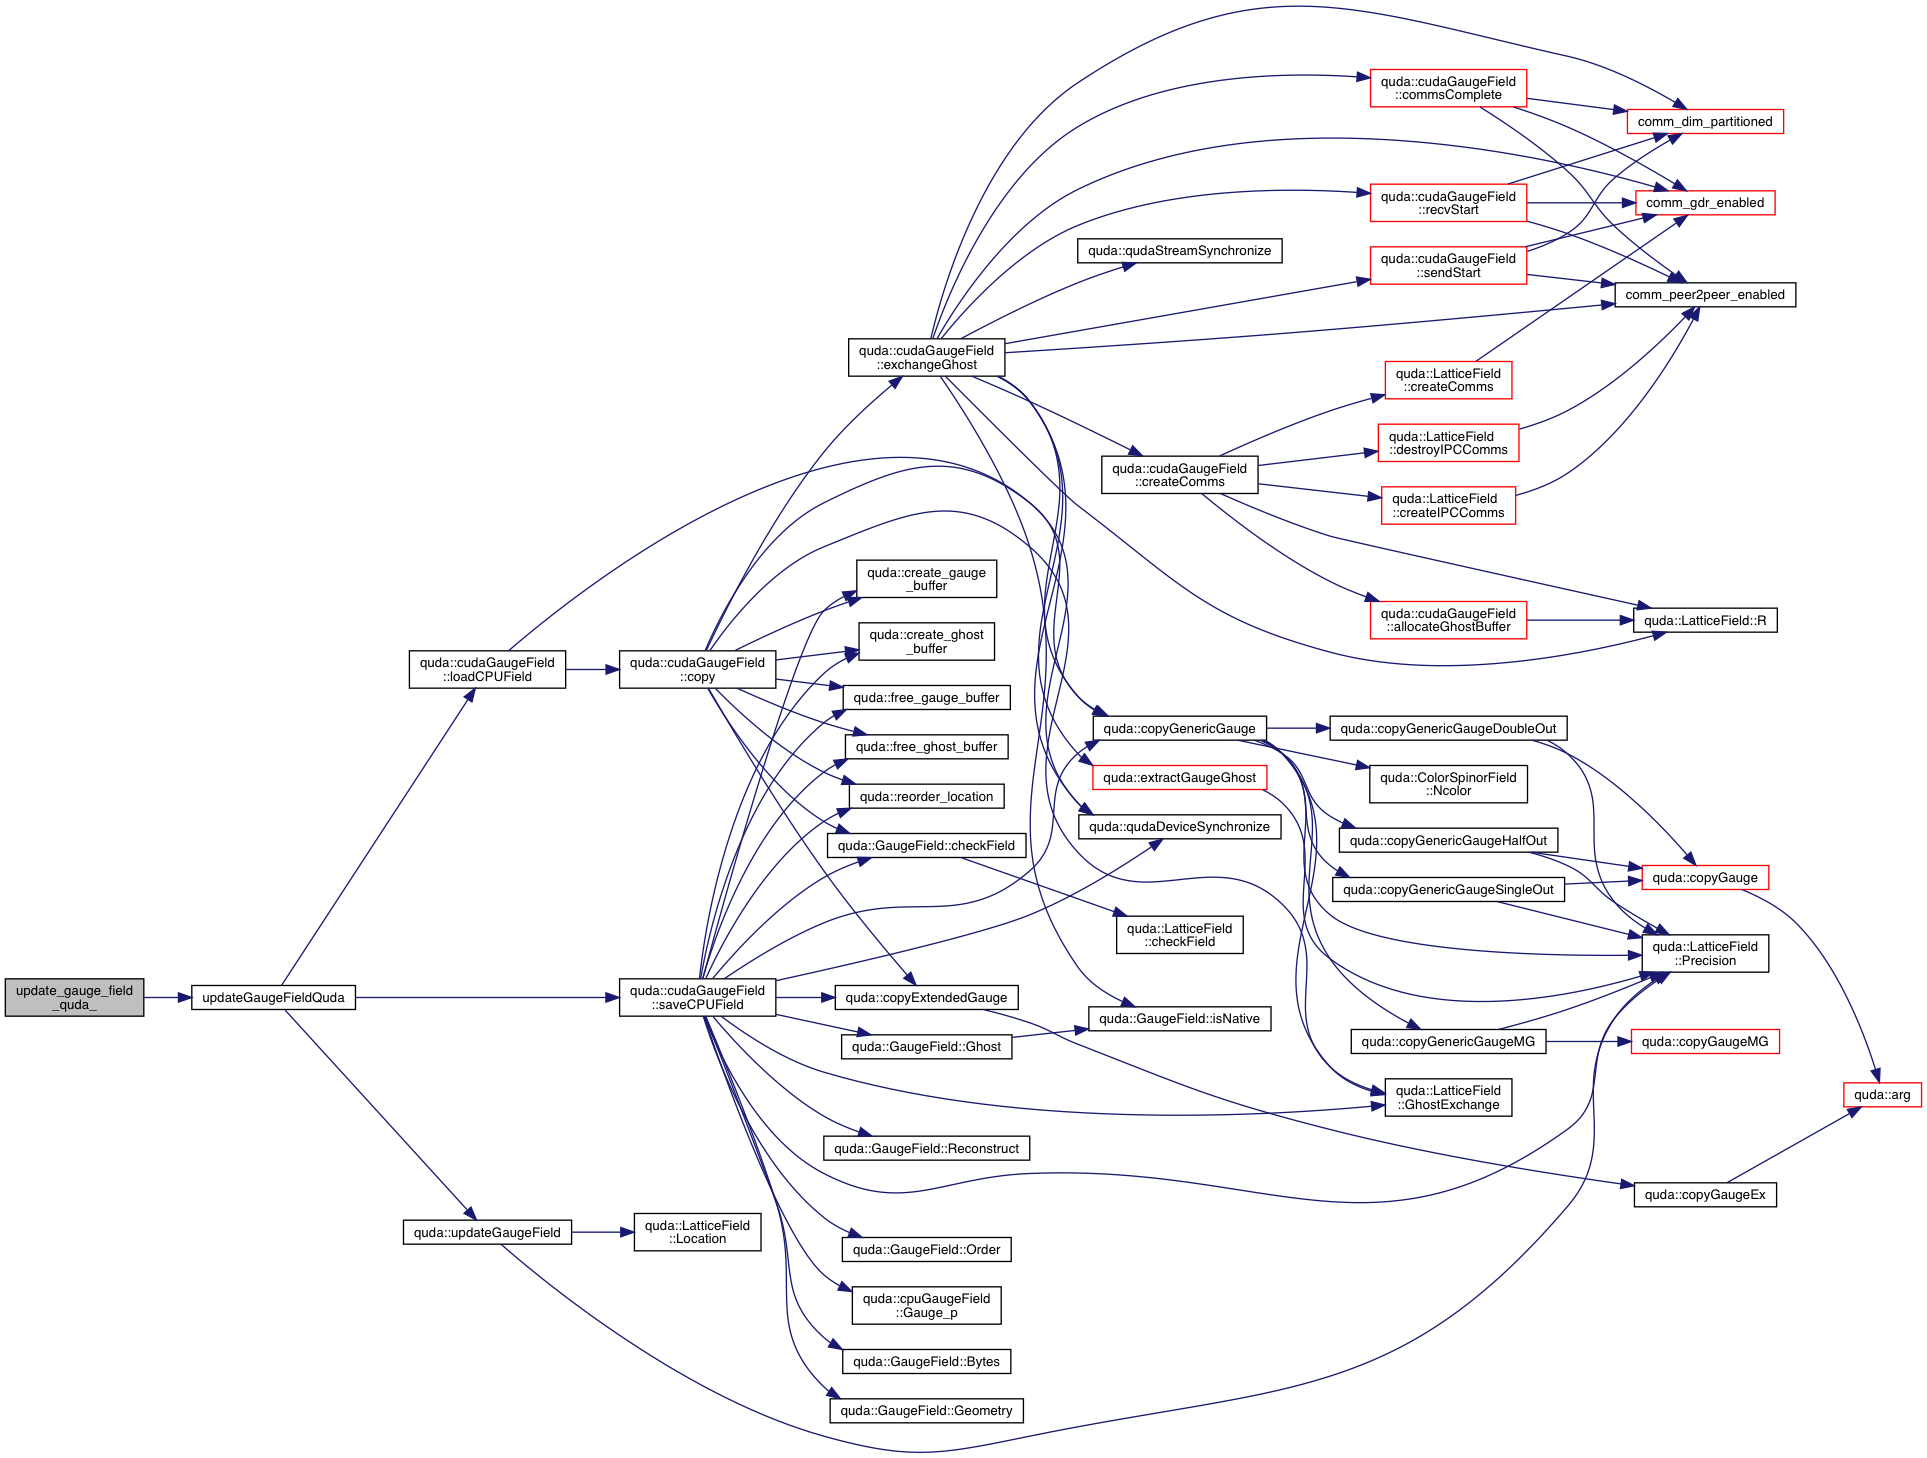 update_gauge_field
_quda_
updateGaugeFieldQuda
quda::cudaGaugeField
::loadCPUField
quda::cudaGaugeField
::saveCPUField
quda::updateGaugeField
quda::cudaGaugeField
::copy
quda::LatticeField
::Location
quda::cudaGaugeField
::exchangeGhost
quda::create_gauge
_buffer
quda::create_ghost
_buffer
quda::free_gauge_buffer
quda::free_ghost_buffer
quda::reorder_location
quda::GaugeField::checkField
quda::copyExtendedGauge
quda::GaugeField::Ghost
quda::GaugeField::Reconstruct
quda::GaugeField::Order
quda::cpuGaugeField
::Gauge_p
quda::GaugeField::Bytes
quda::GaugeField::Geometry
quda::qudaStreamSynchronize
quda::cudaGaugeField
::createComms
quda::copyGenericGauge
quda::extractGaugeGhost
quda::qudaDeviceSynchronize
quda::LatticeField
::checkField
quda::GaugeField::isNative
quda::cudaGaugeField
::commsComplete
quda::cudaGaugeField
::recvStart
quda::cudaGaugeField
::sendStart
quda::LatticeField
::createComms
quda::LatticeField
::destroyIPCComms
quda::LatticeField
::createIPCComms
quda::cudaGaugeField
::allocateGhostBuffer
quda::copyGenericGaugeDoubleOut
quda::ColorSpinorField
::Ncolor
quda::copyGenericGaugeHalfOut
quda::copyGenericGaugeSingleOut
quda::copyGenericGaugeMG
quda::LatticeField
::GhostExchange
comm_dim_partitioned
comm_gdr_enabled
comm_peer2peer_enabled
quda::LatticeField::R
quda::copyGauge
quda::LatticeField
::Precision
quda::copyGaugeMG
quda::copyGaugeEx
quda::arg